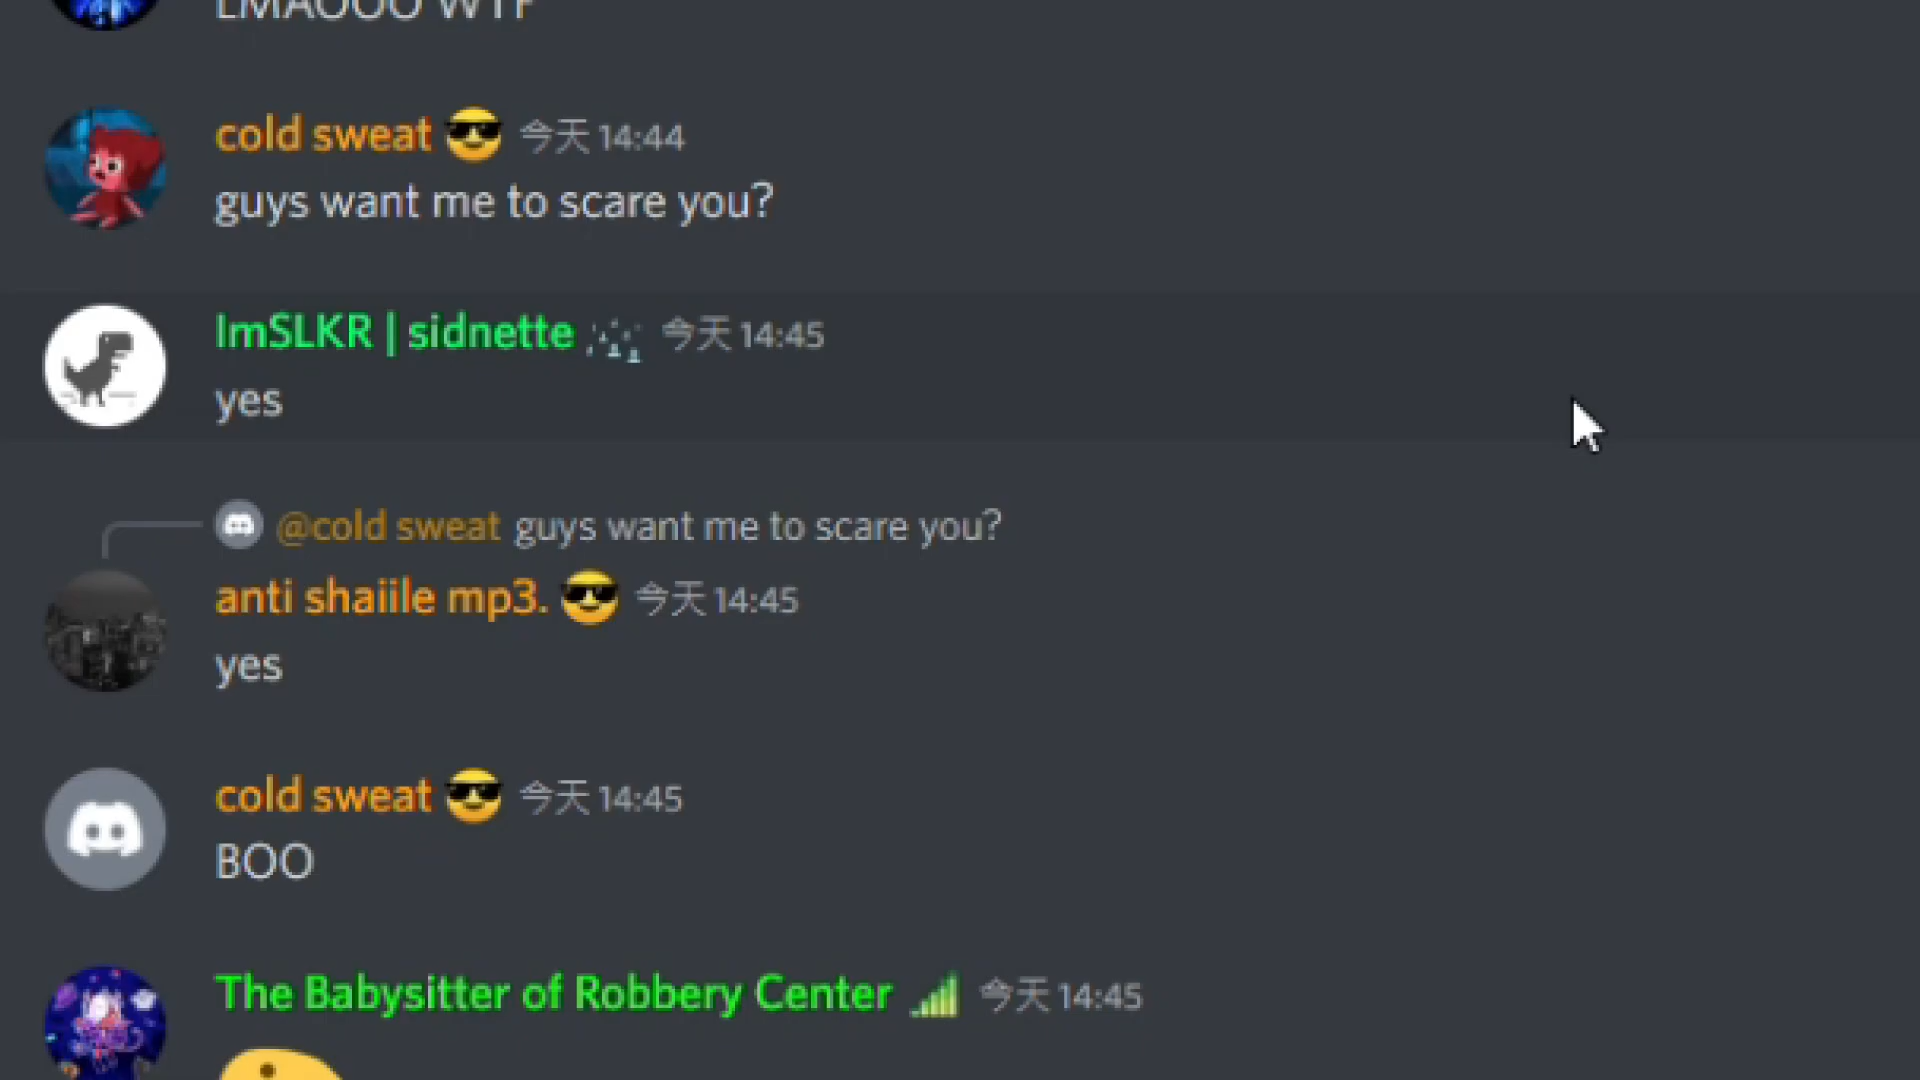 LMAOOO WTF
cold sweat 😎 今天 14:44
guys want me to scare you?
ImSLKR | sidnette 今天 14:45
yes
@cold sweat guys want me to scare you?
anti shaiile mp3. 😎 今天 14:45
yes
cold sweat 😎 今天 14:45
BOO
The Babysitter of Robbery Center 今天 14:45